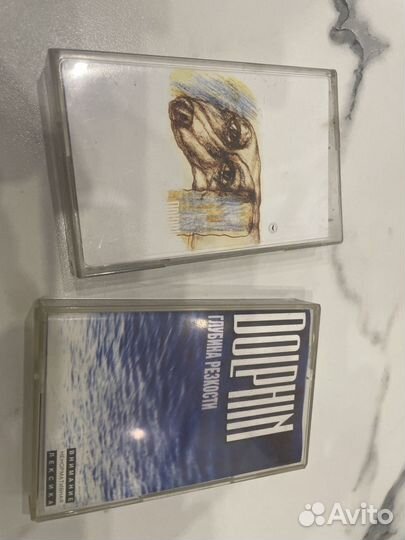 DOLPHIN
ГЛУБИНА РЕЗКОСТИ
ВНИМАНИЕ
НЕНОРМАТИВНАЯ
ЛЕКСИКА
Avito